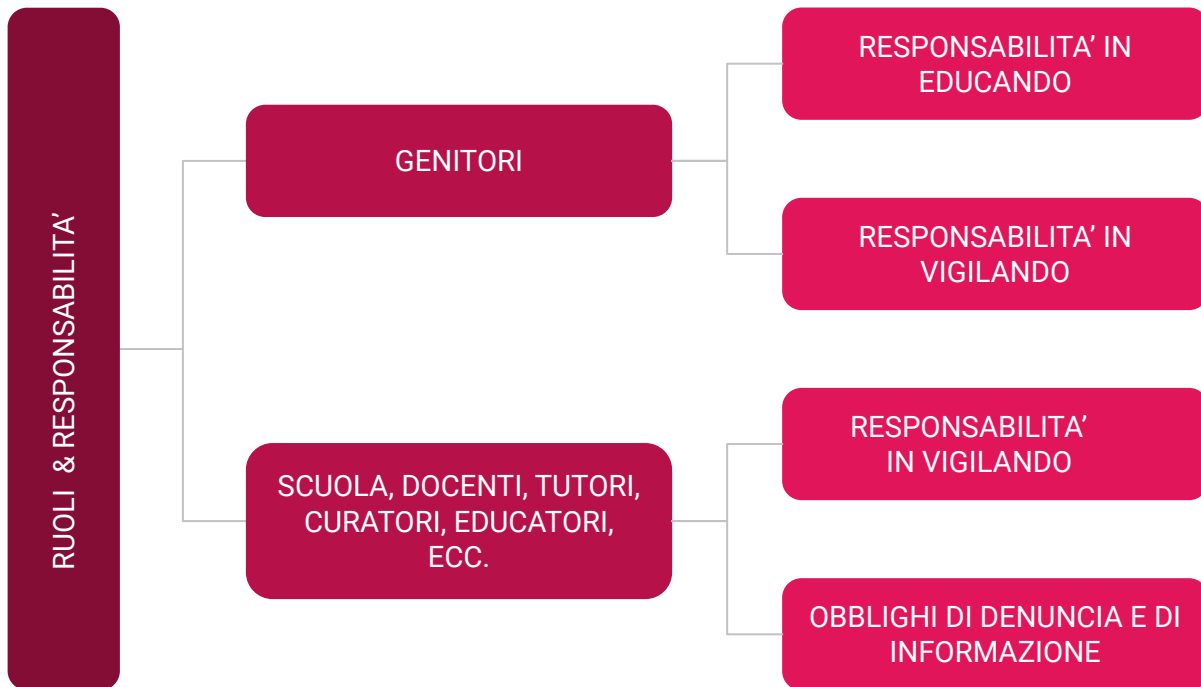 RUOLI & RESPONSABILITA’
GENITORI
RESPONSABILITA’ IN
EDUCANDO
RESPONSABILITA’ IN
VIGILANDO
SCUOLA, DOCENTI, TUTORI,
CURATORI, EDUCATORI,
ECC.
RESPONSABILITA’
IN VIGILANDO
OBBLIGHI DI DENUNCIA E DI
INFORMAZIONE